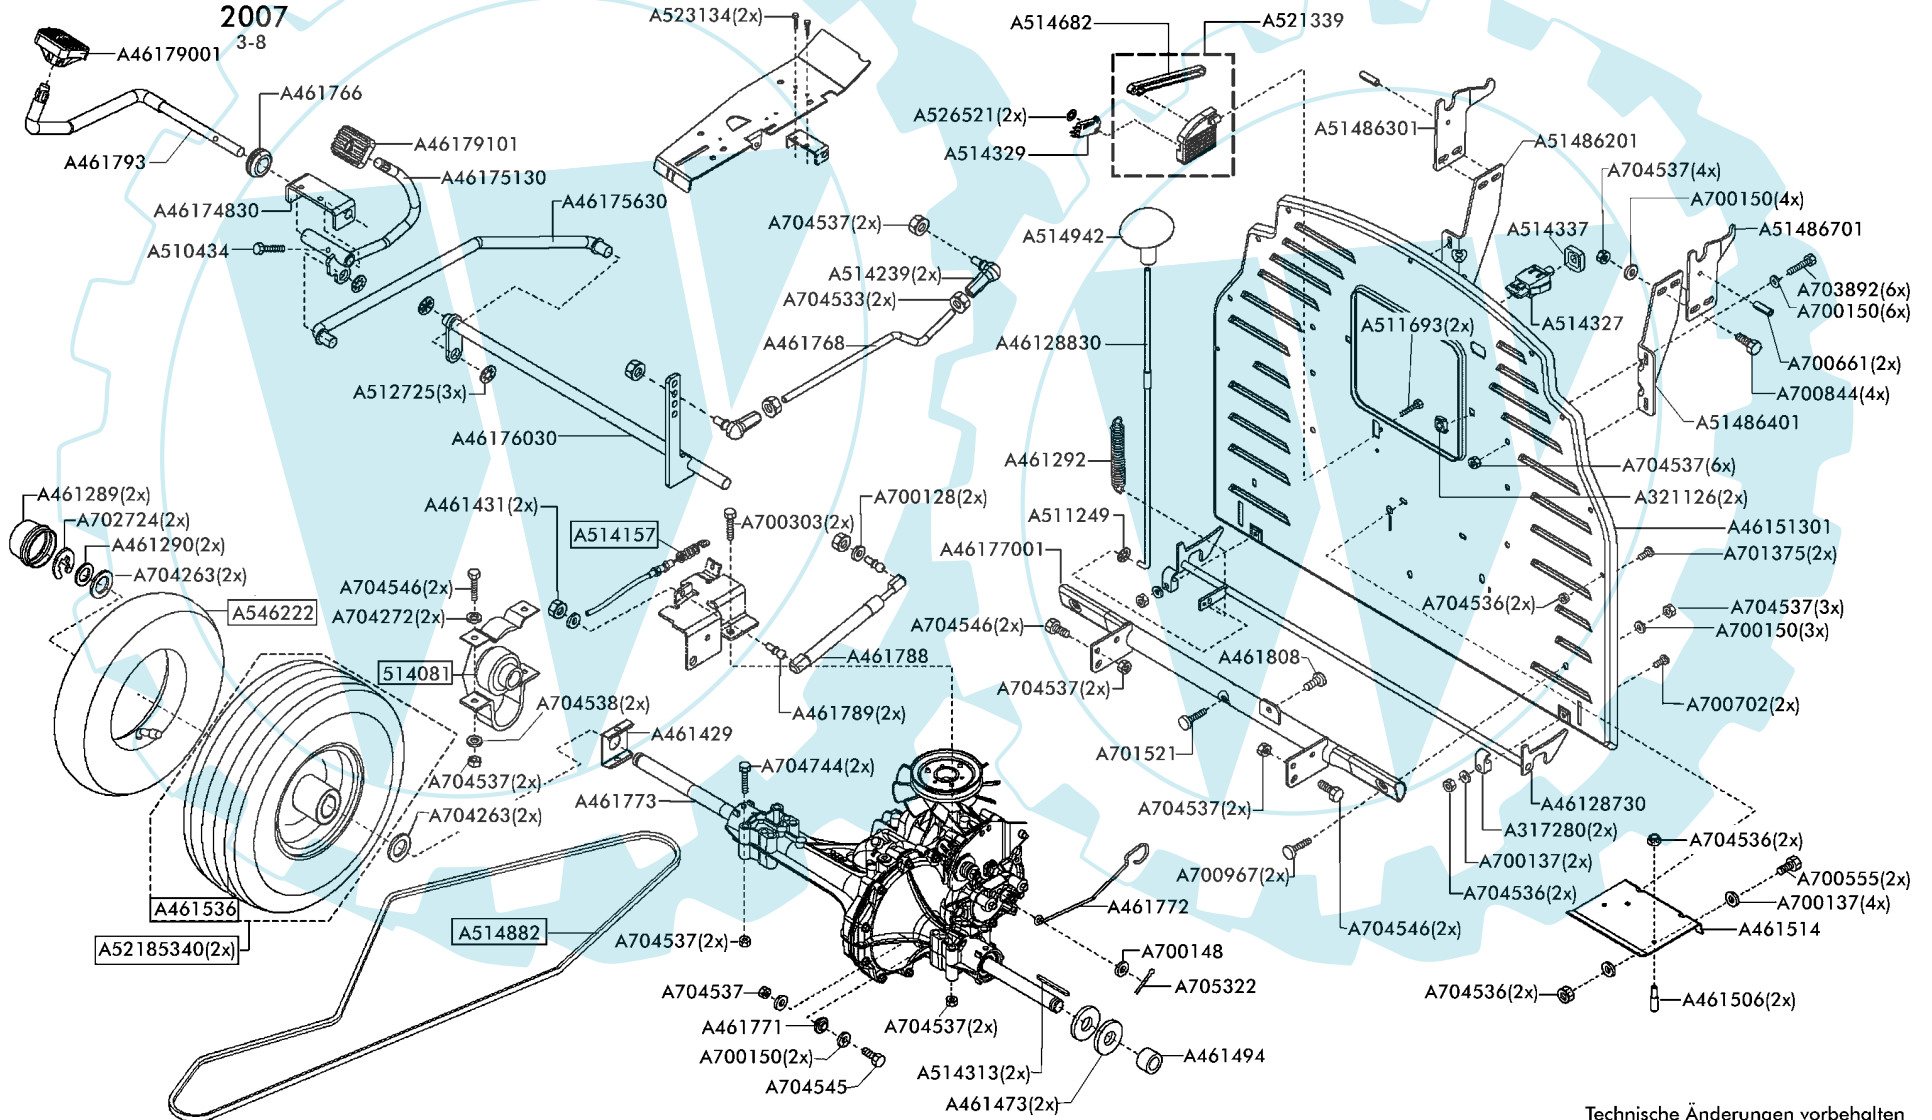 2007
3-8
A523134(2x)
A514682
A521339
A46179001
A461766
A526521(2x)
A51486301
A51486201
A461793
A46179101
A514329
A704537(4x)
A46175130
A700150(4x)
A46174830
A46175630
A704537(2x)
A514942
A514337
A51486701
A510434
A514239(2x)
A703892(6x)
A704533(2x)
A700150(6x)
A511693(2x)
A514327
A461768
A46128830
A700661(2x)
A512725(3x)
A700844(4x)
A51486401
A46176030
A461292
A704537(6x)
A461289(2x)
A461431(2x)
A700128(2x)
A321126(2x)
A702724(2x)
A514157
A700303(2x)
A511249
A46151301
A461290(2x)
A46177001
A701375(2x)
A704263(2x)
A704546(2x)
A546222
A704272(2x)
A704536(2x)
A704537(3x)
A704546(2x)
A700150(3x)
A461788
A461808
514081
A704537(2x)
A704538(2x)
A461789(2x)
A700702(2x)
A461429
A701521
A704744(2x)
A704537(2x)
A461773
A704537(2x)
A46128730
A704263(2x)
A317280(2x)
A704536(2x)
A700137(2x)
A700967(2x)
A700555(2x)
A704536(2x)
A700137(4x)
A461536
A461772
A514882
A704537(2x)
A704546(2x)
A461514
A52185340(2x)
A700148
A705322
A704537
A704536(2x)
A461506(2x)
A461771
A704537(2x)
A700150(2x)
A461494
A704545
A514313(2x)
A461473(2x)
Technische Änderungen vorbehalten